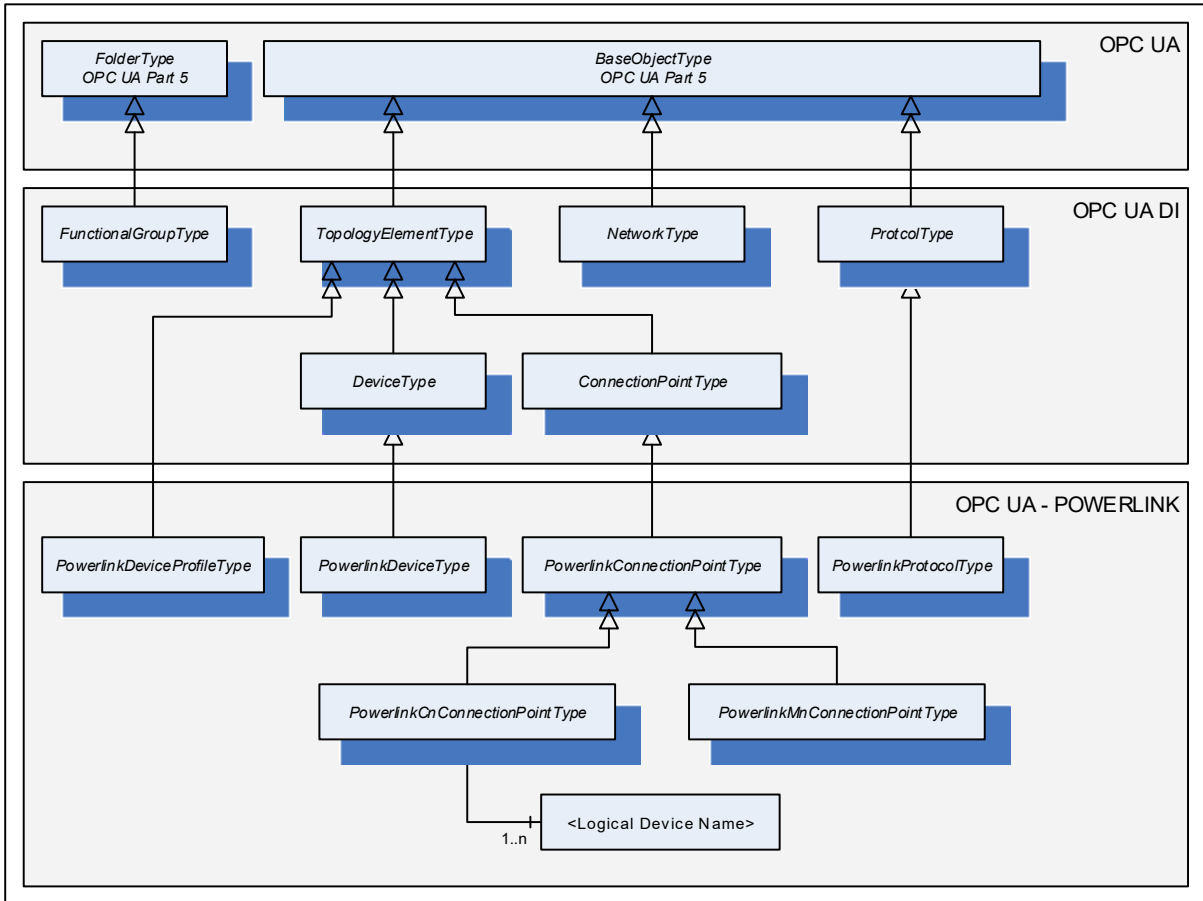 OPC UA
FolderType
OPC UA Part 5
BaseObjectType
OPC UA Part 5
OPC UA DI
FunctionalGroupType
TopologyElementType
NetworkType
ProtcolType
DeviceType
ConnectionPointType
OPC UA - POWERLINK
PowerlinkDeviceProfileType
PowerlinkDeviceType
PowerlinkConnectionPointType
PowerlinkProtocolType
PowerlinkCnConnectionPointType
PowerlinkMnConnectionPointType
<Logical Device Name>
1..n